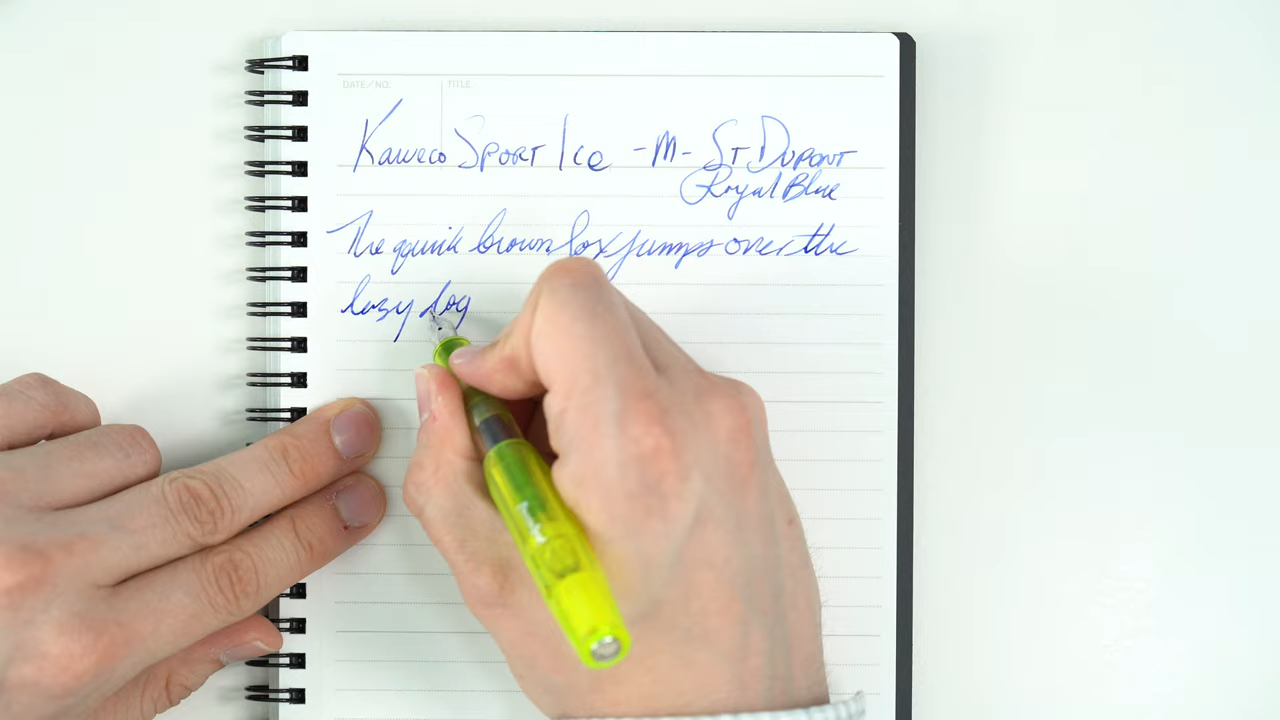 DATE/NO. TITLE
Kaweco Sport Ice -M- St Dupont
Royal Blue
The quick brown fox jumps over the
lazy dog